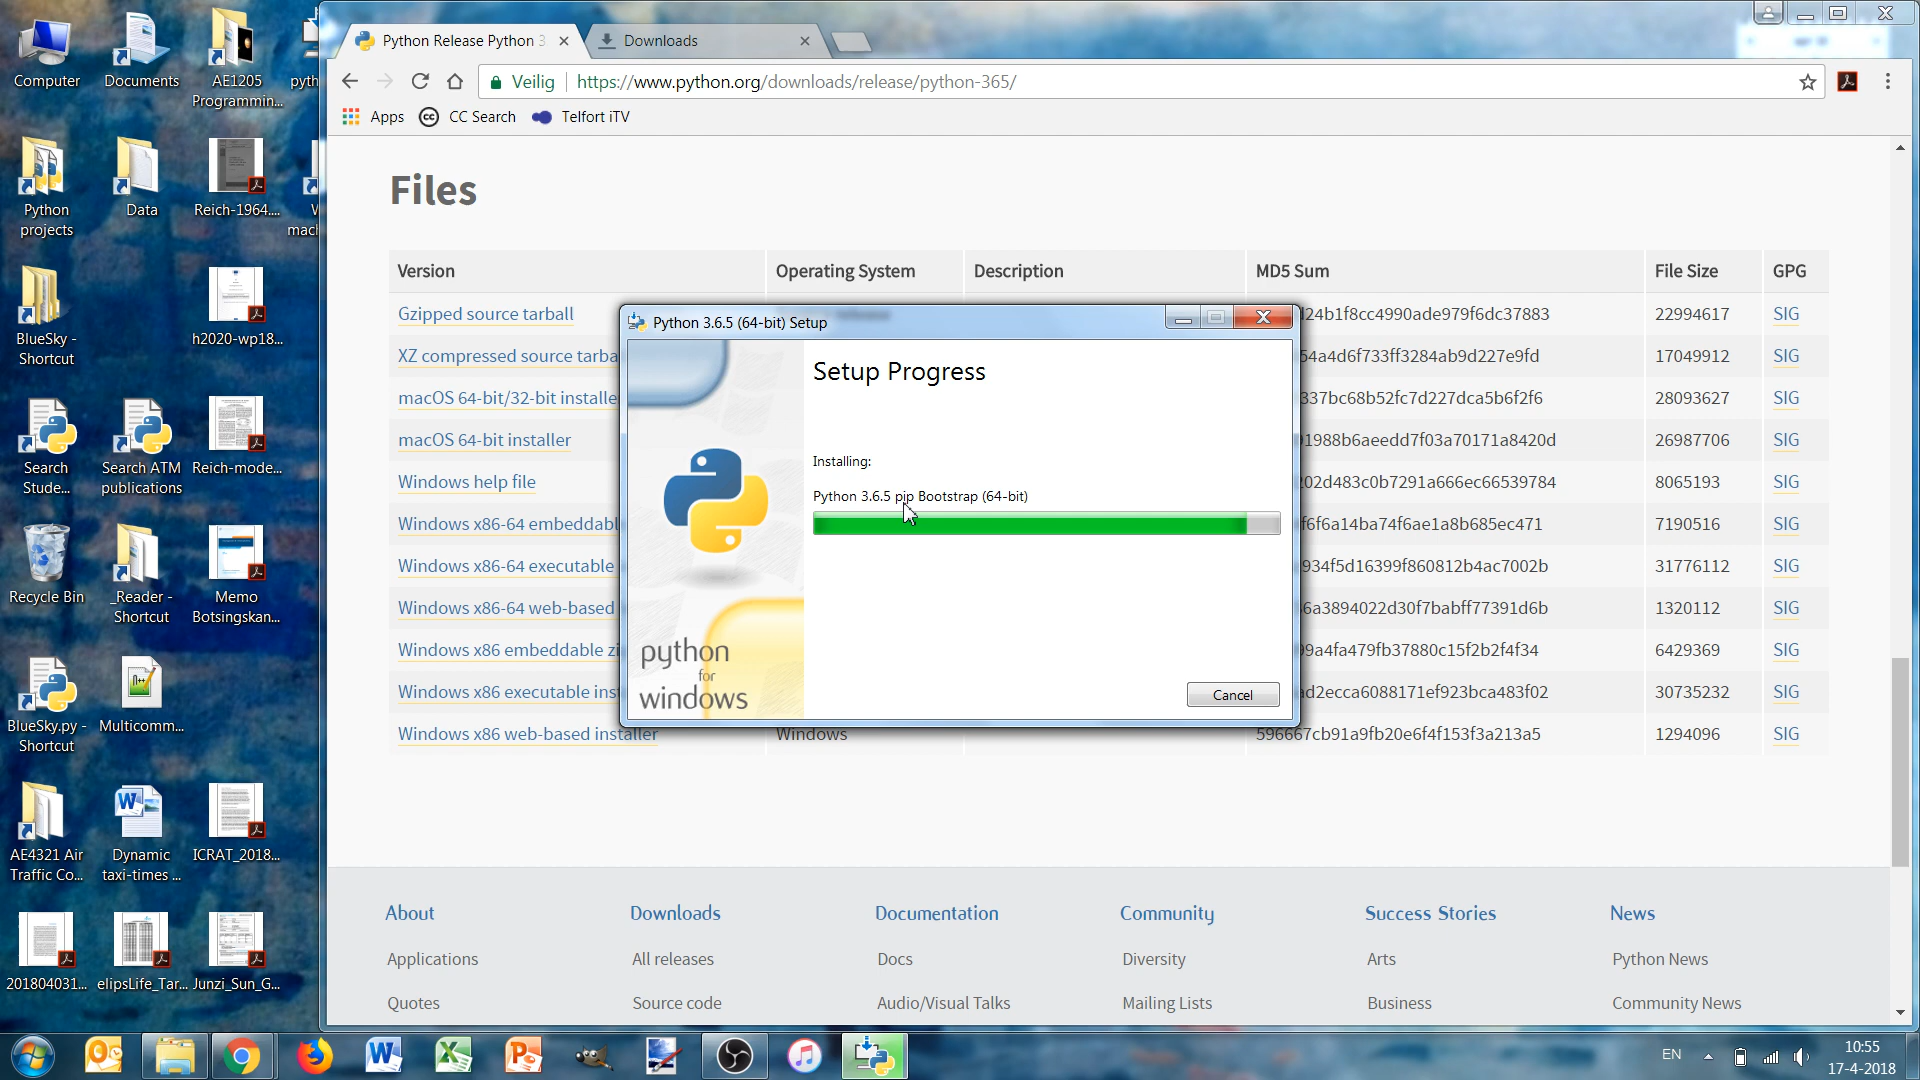 Computer
Documents
AE1205
Programmin...
pyth
Python
projects
Data
Reich-1964....
mach
BlueSky -
Shortcut
h2020-wp18...
Search
Stude...
Search ATM
publications
Reich-mode...
Recycle Bin
_Reader -
Shortcut
Memo
Botsingskan...
BlueSky.py -
Shortcut
Multicomm...
AE4321 Air
Traffic Co...
Dynamic
taxi-times ...
ICRAT_2018...
201804031...
elipsLife_Tar...
Junzi_Sun_G...
Python Release Python 3
Downloads
Veilig
https://www.python.org/downloads/release/python-365/
Apps
CC Search
Telfort iTV
Files
Version
Operating System
Description
MD5 Sum
File Size
GPG
Gzipped source tarball
24b1f8cc4990ade979f6dc37883
22994617
SIG
XZ compressed source tarba
54a4d6f733ff3284ab9d227e9fd
17049912
SIG
macOS 64-bit/32-bit installe
337bc68b52fc7d227dca5b6f2f6
28093627
SIG
macOS 64-bit installer
91988b6aeedd7f03a70171a8420d
26987706
SIG
Windows help file
202d483c0b7291a666ec66539784
8065193
SIG
Windows x86-64 embeddabl
f6f6a14ba74f6ae1a8b685ec471
7190516
SIG
Windows x86-64 executable
934f5d16399f860812b4ac7002b
31776112
SIG
Windows x86-64 web-based
6a3894022d30f7babff77391d6b
1320112
SIG
Windows x86 embeddable zi
99a4fa479fb37880c15f2b2f4f34
6429369
SIG
Windows x86 executable inst
ad2ecca6088171ef923bca483f02
30735232
SIG
Windows x86 web-based installer
Windows
596667cb91a9fb20e6f4f153f3a213a5
1294096
SIG
Python 3.6.5 (64-bit) Setup
Setup Progress
Installing:
Python 3.6.5 pip Bootstrap (64-bit)
python
for
windows
Cancel
About
Downloads
Documentation
Community
Success Stories
News
Applications
All releases
Docs
Diversity
Arts
Python News
Quotes
Source code
Audio/Visual Talks
Mailing Lists
Business
Community News
EN
10:55
17-4-2018